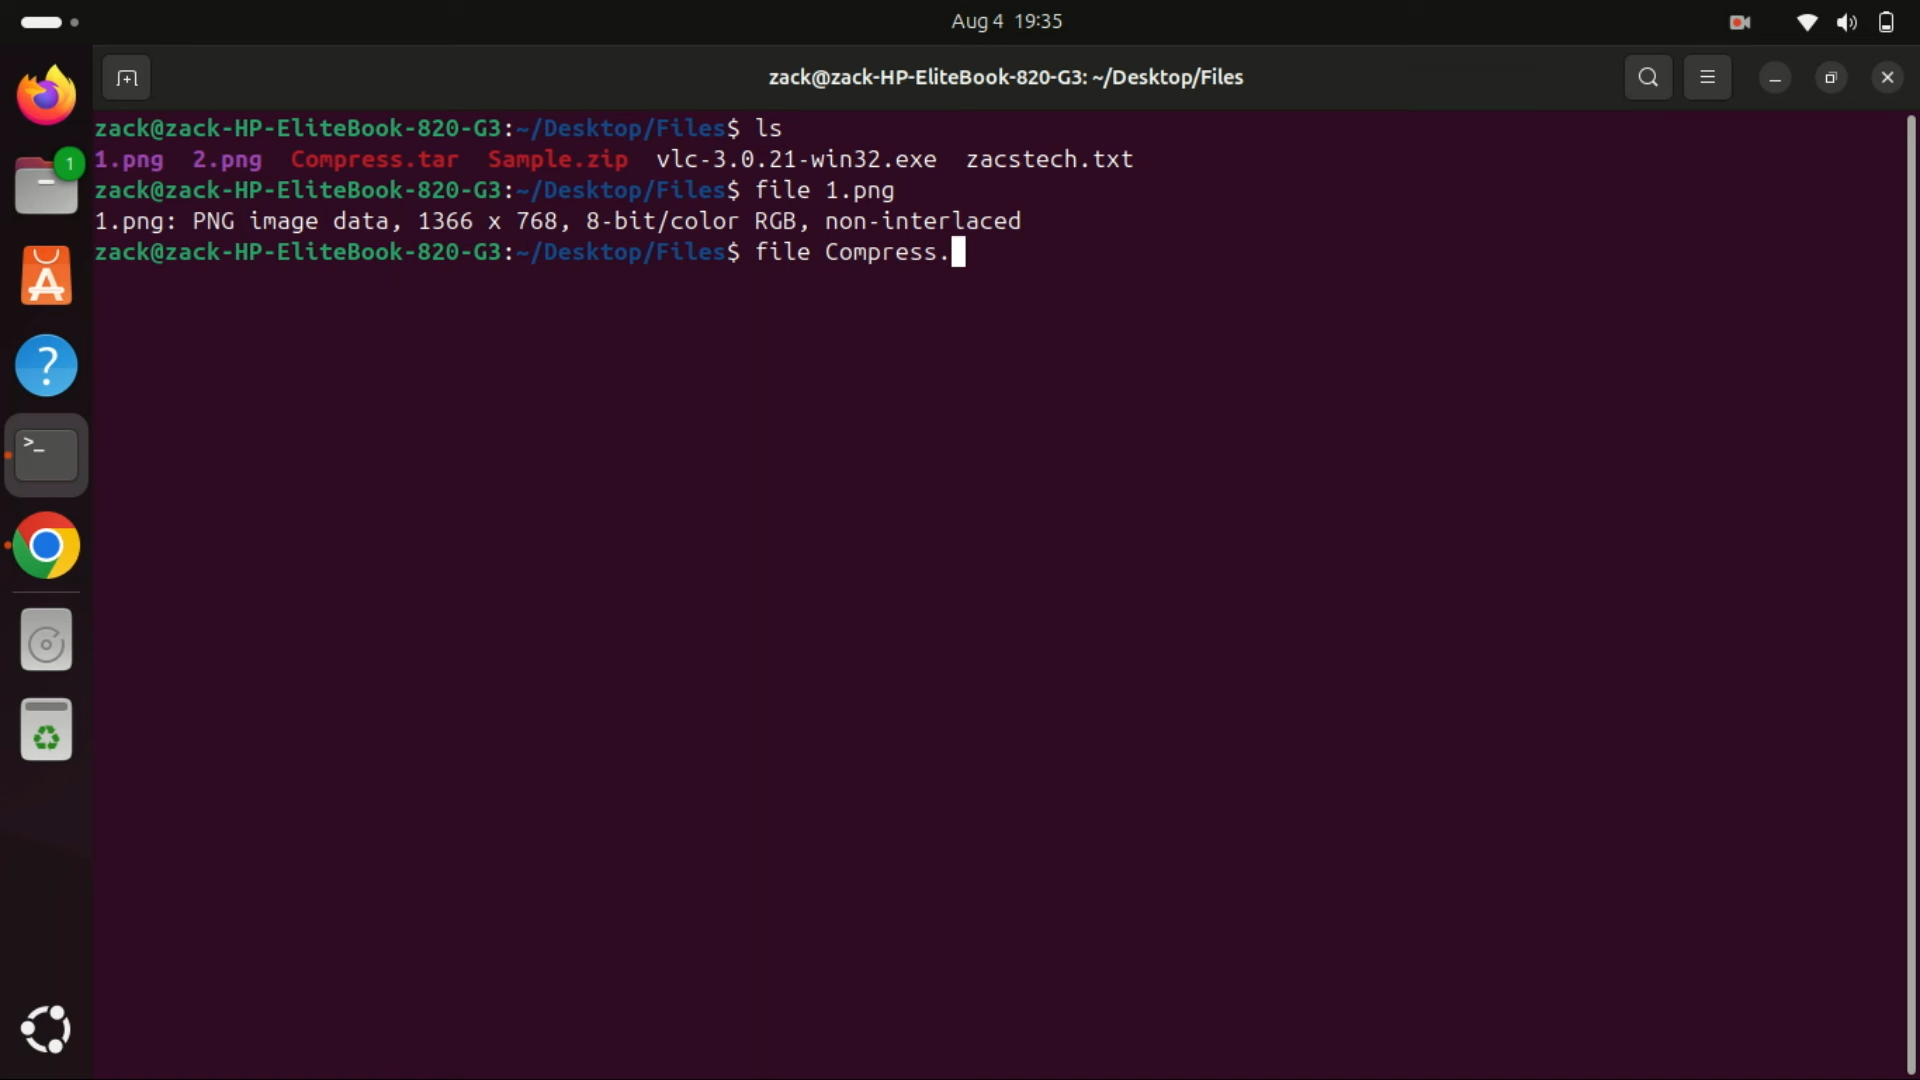 Aug 4 19:35
zack@zack-HP-EliteBook-820-G3: ~/Desktop/Files
1
zack@zack-HP-EliteBook-820-G3:~/Desktop/Files$ ls
1.png 2.png Compress.tar Sample.zip vlc-3.0.21-win32.exe zacstech.txt
zack@zack-HP-EliteBook-820-G3:~/Desktop/Files$ file 1.png
1.png: PNG image data, 1366 x 768, 8-bit/color RGB, non-interlaced
zack@zack-HP-EliteBook-820-G3:~/Desktop/Files$ file Compress.